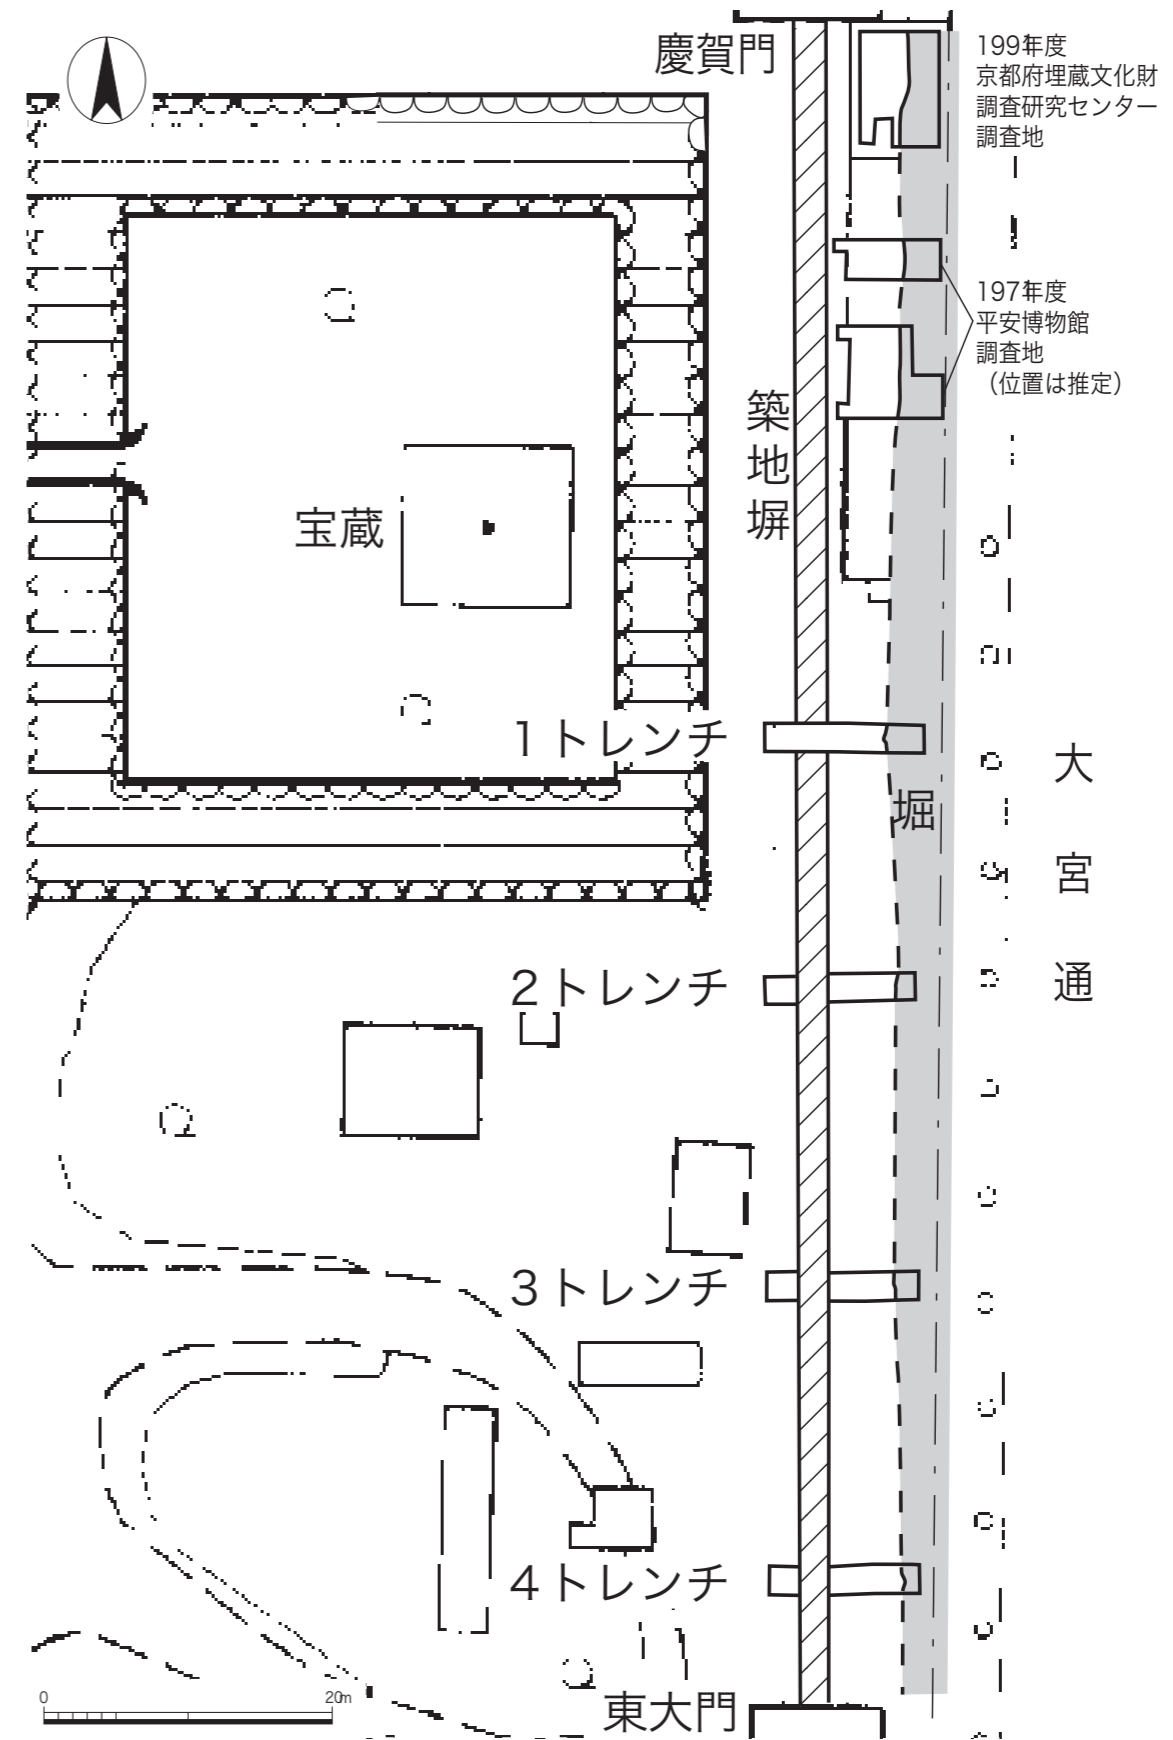 慶賀門
199年度
京都府埋蔵文化財
調査研究センター
調査地
197年度
平安博物館
調査地
（位置は推定）
築地塀
宝蔵
1トレンチ
堀
大宮通
2トレンチ
3トレンチ
4トレンチ
東大門
0 20m